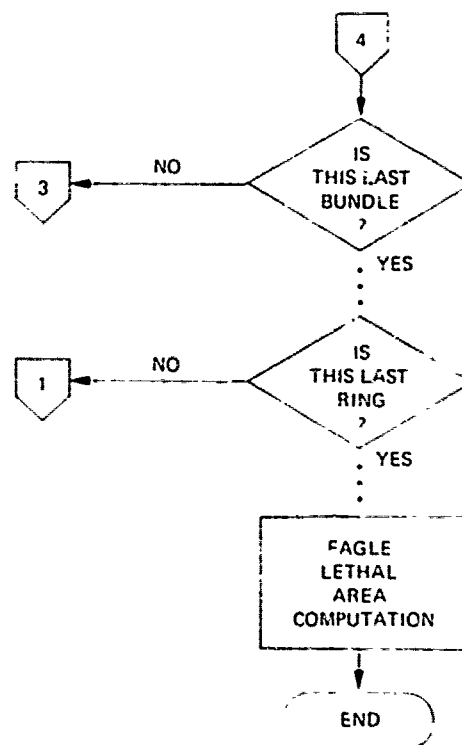 4
IS
THIS LAST
BUNDLE
?
NO
3
YES
IS
THIS LAST
RING
?
NO
1
YES
EAGLE
LETHAL
AREA
COMPUTATION
END